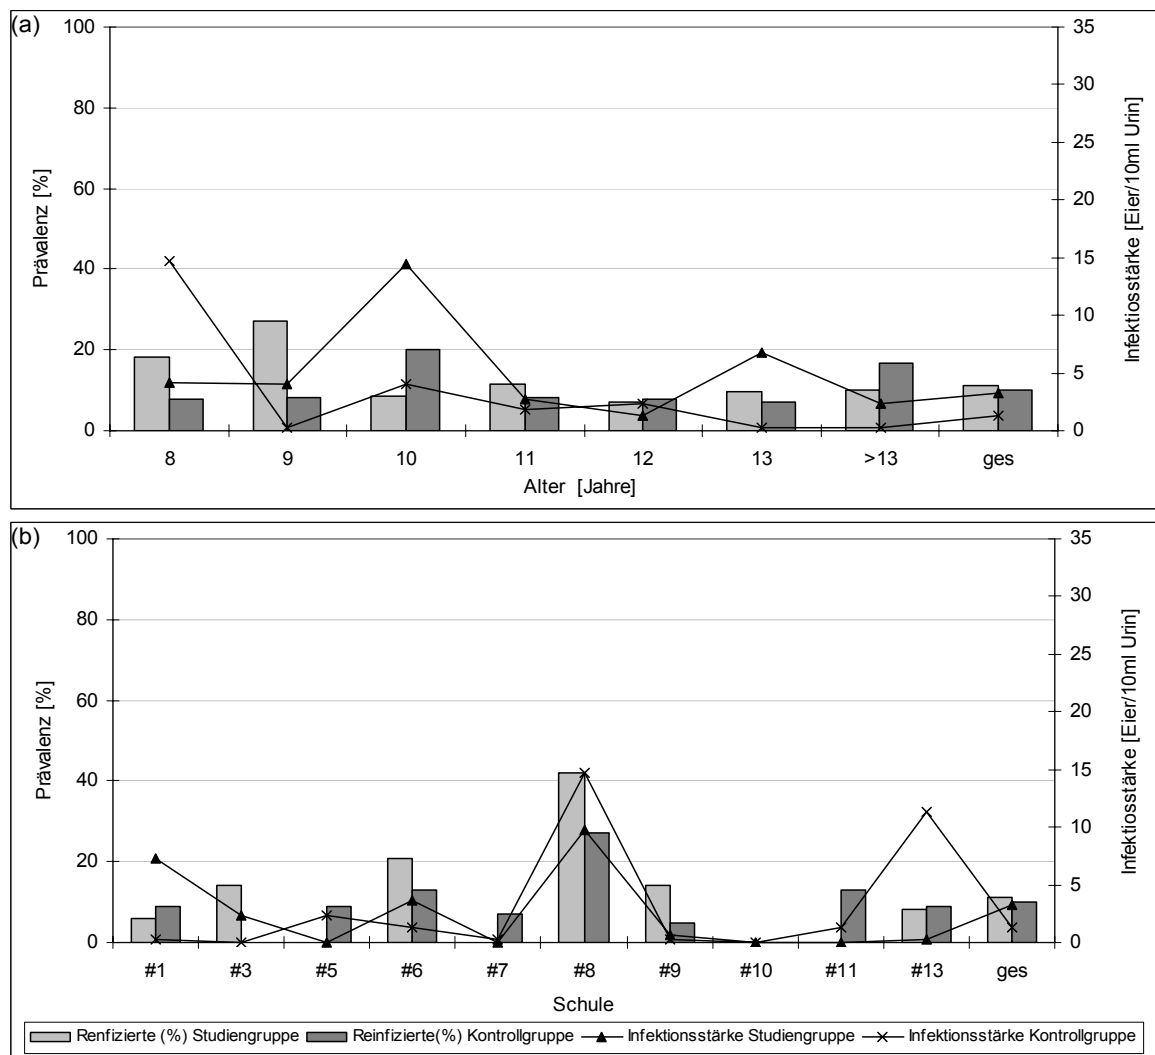 (a)
100
80
60
40
20
0
Prävalenz [%]
35
30
25
20
15
10
5
0
Infektiosstärke [Eier/10ml Urin]
8 9 10 11 12 13 >13 ges
Alter [Jahre]
(b)
100
80
60
40
20
0
Prävalenz [%]
35
30
25
20
15
10
5
0
Infektiosstärke [Eier/10ml Urin]
#1 #3 #5 #6 #7 #8 #9 #10 #11 #13 ges
Schule
Renfizierte (%) Studiengruppe Reinfizierte(%) Kontrollgruppe Infektionsstärke Studiengruppe Infektionsstärke Kontrollgruppe